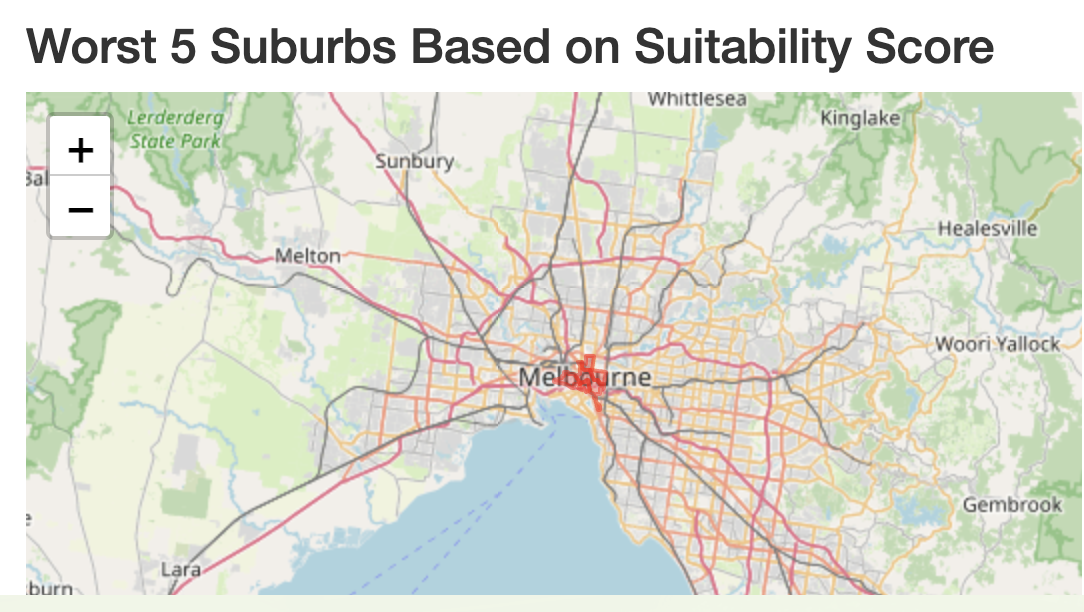 Worst 5 Suburbs Based on Suitability Score
Whittlesea
Lerderderg
State Park
Kinglake
+
Sunbury
Bal
−
Healesville
Melton
Woori Yallock
Melbourne
Gembrook
Lara
burn